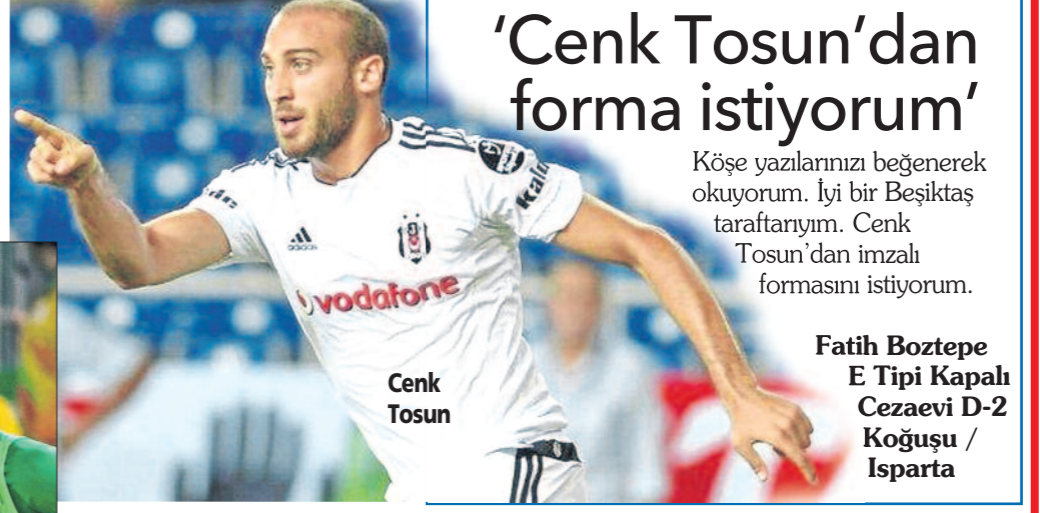 'Cenk Tosun'dan
forma istiyorum'
Köşe yazılarınızı beğenerek
okuyorum. İyi bir Beşiktaş
taraftarıyım. Cenk
Tosun'dan imzalı
formasını istiyorum.
Fatih Boztepe
E Tipi Kapalı
Cezaevi D-2
Koğuşu /
Isparta
Cenk
Tosun
adidas
vodafone